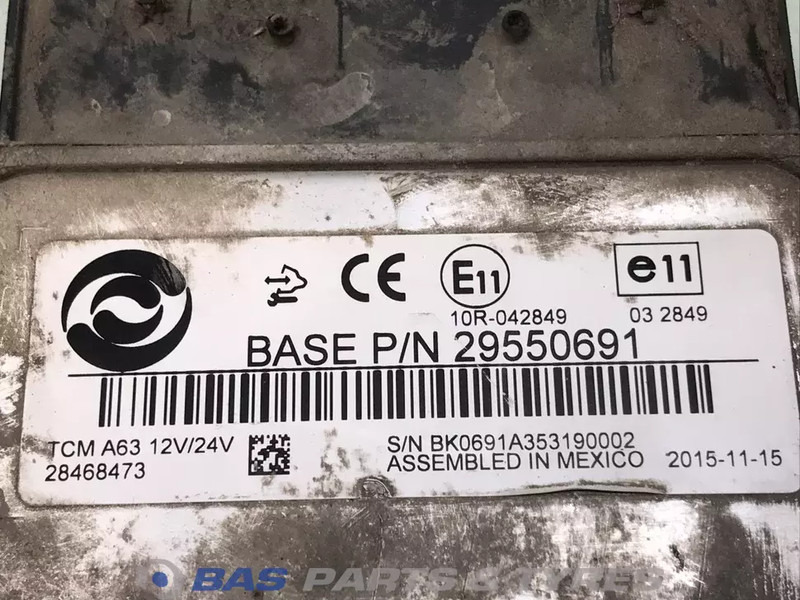 CE E11 e11
10R-042849 03 2849
BASE P/N 29550691
TCM A63 12V/24V S/N BK0691A353190002
28468473 ASSEMBLED IN MEXICO 2015-11-15
BAS PARTS & TYRES